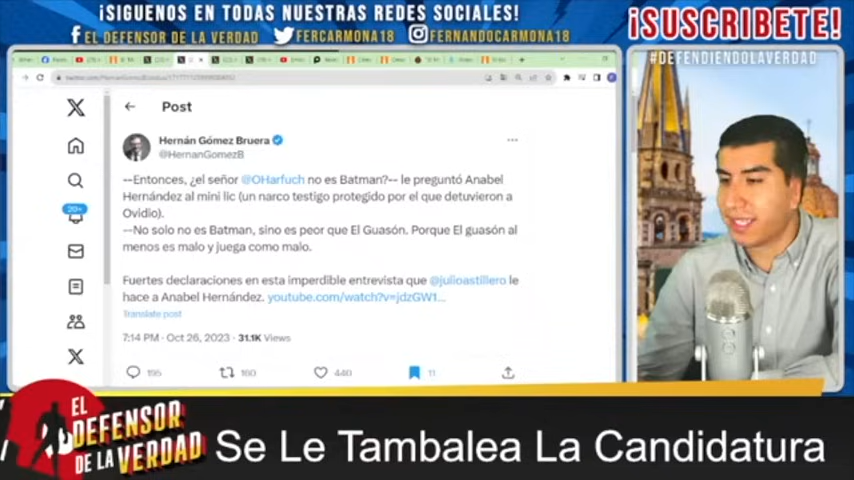 ¡SIGUENOS EN TODAS NUESTRAS REDES SOCIALES!
EL DEFENSOR DE LA VERDAD FERCARMONA18 FERNANDOCARMONA18
¡SUSCRIBETE!
#DEFENDIENDOLAVERDAD
Post
Hernán Gómez Bruera
@HernanGomezB
--Entonces, ¿el señor @OHarfuch no es Batman?-- le preguntó Anabel
Hernández al mini lic (un narco testigo protegido por el que detuvieron a
Ovidio).
--No solo no es Batman, sino es peor que El Guasón. Porque El guasón al
menos es malo y juega como malo.
Fuertes declaraciones en esta imperdible entrevista que @julioastillero le
hace a Anabel Hernández. youtube.com/watch?v=jdzGW1...
Translate post
7:14 PM · Oct 26, 2023 · 31.1K Views
195 160 440 11
20+
EL
DEFENSOR
DE LA VERDAD
Se Le Tambalea La Candidatura